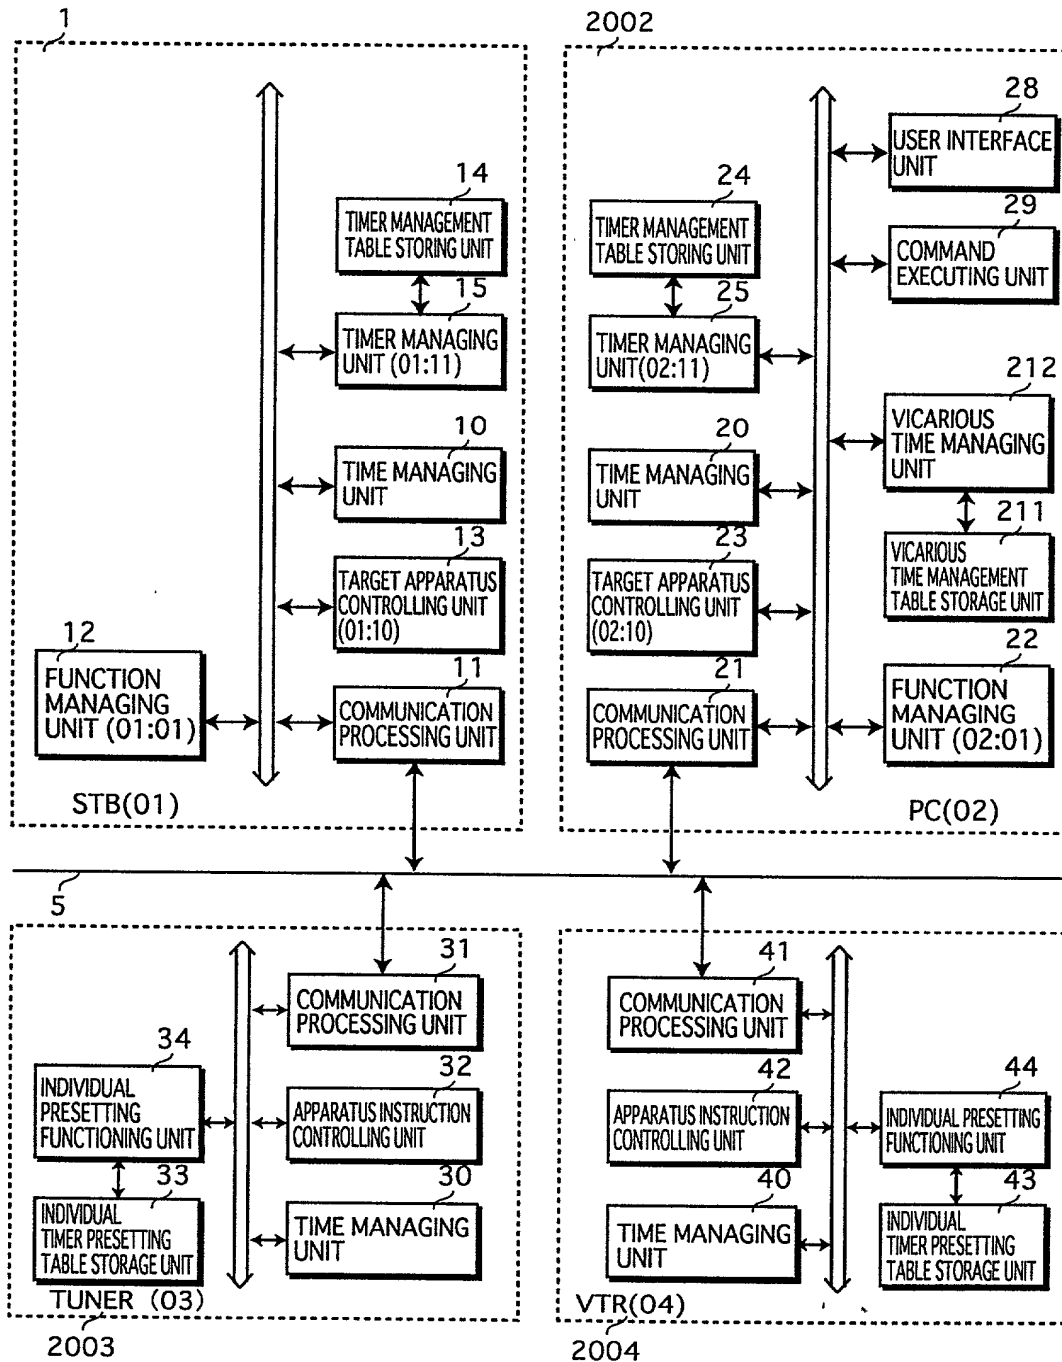 1
14
TIMER MANAGEMENT
TABLE STORING UNIT
15
TIMER MANAGING
UNIT (01:11)
10
TIME MANAGING
UNIT
13
TARGET APPARATUS
CONTROLLING UNIT
(01:10)
12
FUNCTION
MANAGING
UNIT (01:01)
11
COMMUNICATION
PROCESSING UNIT
STB(01)
2002
28
USER INTERFACE
UNIT
24
TIMER MANAGEMENT
TABLE STORING UNIT
29
COMMAND
EXECUTING UNIT
25
TIMER MANAGING
UNIT(02:11)
212
VICARIOUS
TIME MANAGING
UNIT
20
TIME MANAGING
UNIT
211
VICARIOUS
TIME MANAGEMENT
TABLE STORAGE UNIT
23
TARGET APPARATUS
CONTROLLING UNIT
(02:10)
21
COMMUNICATION
PROCESSING UNIT
22
FUNCTION
MANAGING
UNIT (02:01)
PC(02)
5
31
COMMUNICATION
PROCESSING UNIT
34
INDIVIDUAL
PRESETTING
FUNCTIONING UNIT
32
APPARATUS INSTRUCTION
CONTROLLING UNIT
33
INDIVIDUAL
TIMER PRESETTING
TABLE STORAGE UNIT
30
TIME MANAGING
UNIT
TUNER (03)
2003
41
COMMUNICATION
PROCESSING UNIT
42
APPARATUS INSTRUCTION
CONTROLLING UNIT
44
INDIVIDUAL PRESETTING
FUNCTIONING UNIT
40
TIME MANAGING
UNIT
43
INDIVIDUAL
TIMER PRESETTING
TABLE STORAGE UNIT
VTR(04)
2004